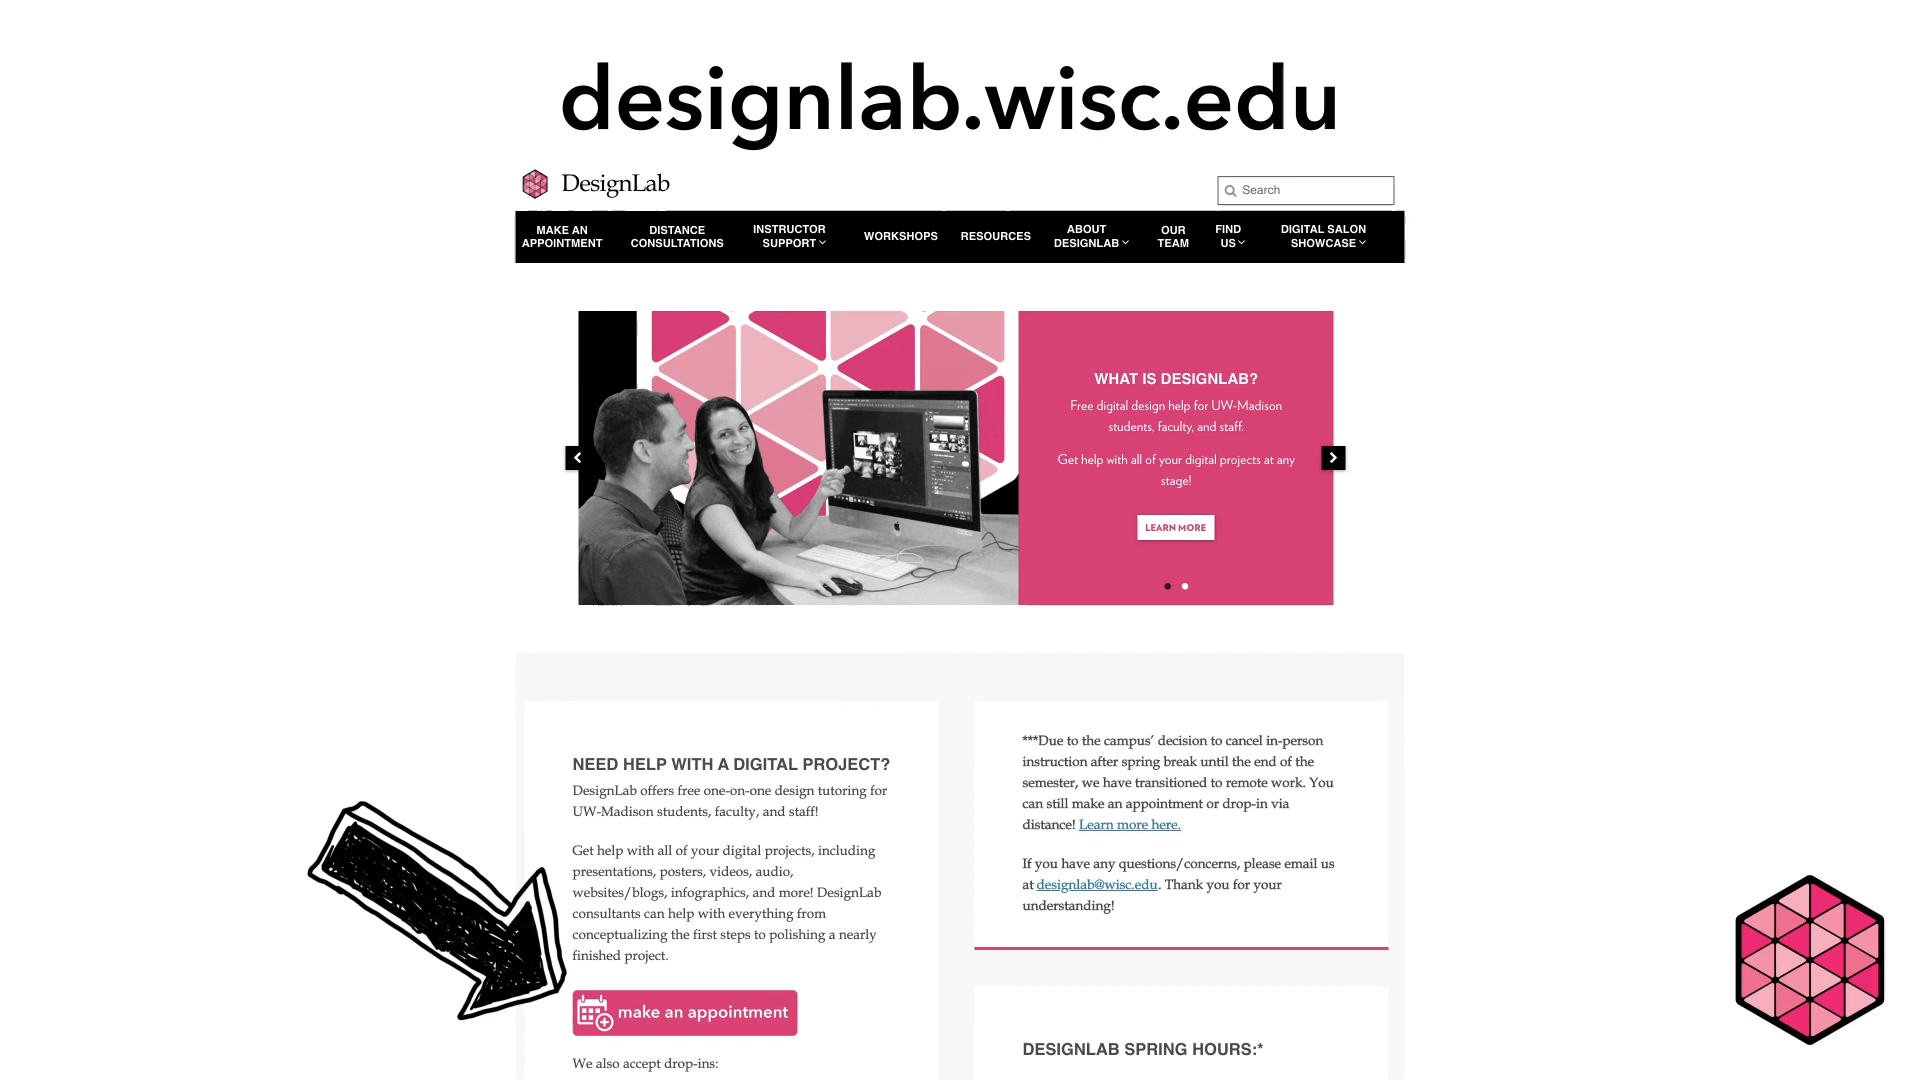 designlab.wisc.edu
DesignLab
Search
MAKE AN
APPOINTMENT
DISTANCE
CONSULTATIONS
INSTRUCTOR
SUPPORT
WORKSHOPS
RESOURCES
ABOUT
DESIGNLAB
OUR
TEAM
FIND
US
DIGITAL SALON
SHOWCASE
WHAT IS DESIGNLAB?
Free digital design help for UW-Madison
students, faculty, and staff.
Get help with all of your digital projects at any
stage!
LEARN MORE
NEED HELP WITH A DIGITAL PROJECT?
DesignLab offers free one-on-one design tutoring for
UW-Madison students, faculty, and staff!
Get help with all of your digital projects, including
presentations, posters, videos, audio,
websites/blogs, infographics, and more! DesignLab
consultants can help with everything from
conceptualizing the first steps to polishing a nearly
finished project.
make an appointment
We also accept drop-ins:
***Due to the campus’ decision to cancel in-person
instruction after spring break until the end of the
semester, we have transitioned to remote work. You
can still make an appointment or drop-in via
distance! Learn more here.
If you have any questions/concerns, please email us
at designlab@wisc.edu. Thank you for your
understanding!
DESIGNLAB SPRING HOURS:*